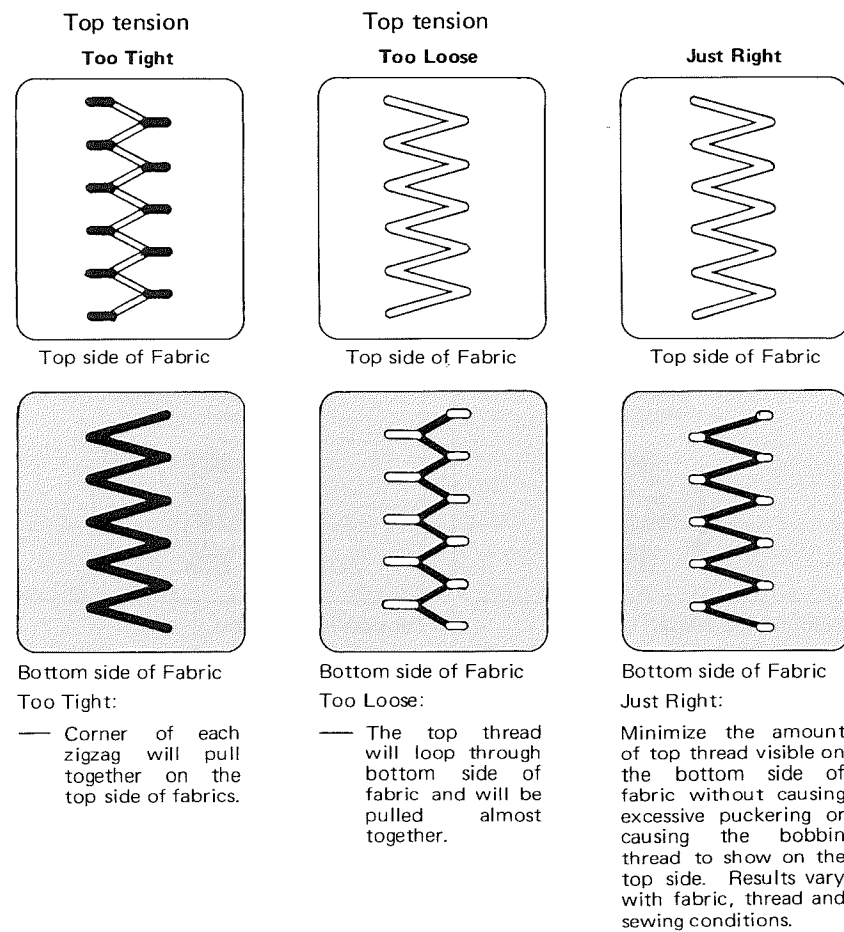 Top tension
Too Tight
Top tension
Too Loose
Just Right
Top side of Fabric
Top side of Fabric
Top side of Fabric
Bottom side of Fabric
Bottom side of Fabric
Bottom side of Fabric
Too Tight:
— Corner of each
zigzag will pull
together on the
top side of fabrics.
Too Loose:
— The top thread
will loop through
bottom side of
fabric and will be
pulled almost
together.
Just Right:
Minimize the amount
of top thread visible on
the bottom side of
fabric without causing
excessive puckering or
causing the bobbin
thread to show on the
top side. Results vary
with fabric, thread and
sewing conditions.